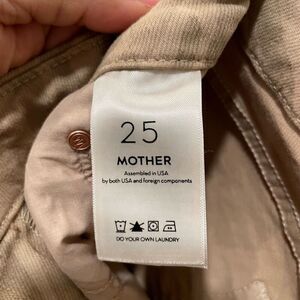 25
MOTHER
Assembled in USA
by both USA and foreign components
DO YOUR OWN LAUNDRY